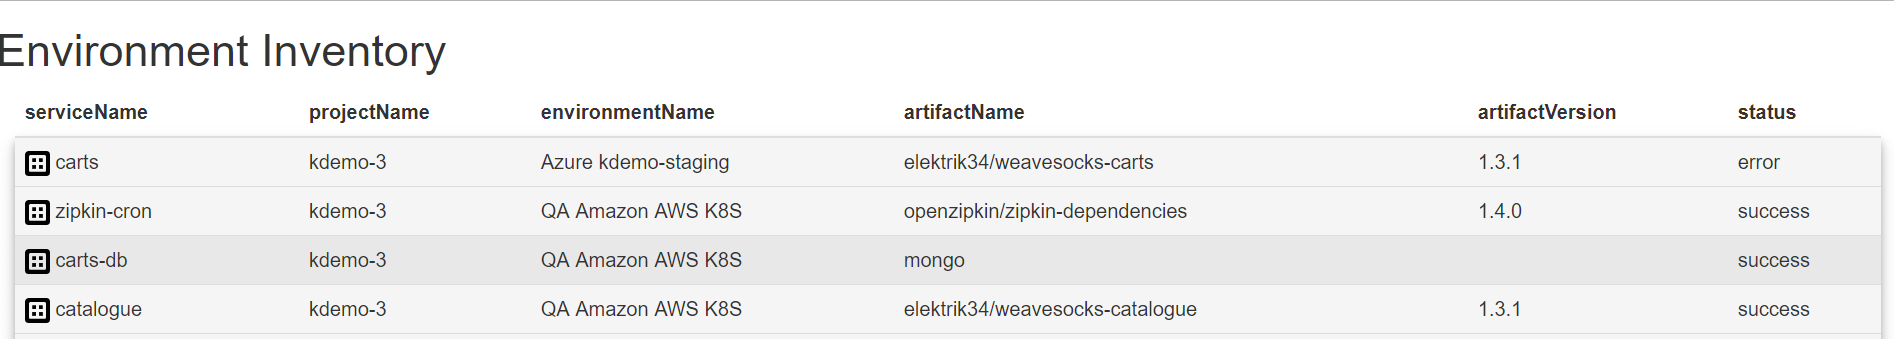 Environment Inventory
serviceName projectName environmentName artifactName artifactVersion status
carts kdemo-3 Azure kdemo-staging elektrik34/weavesocks-carts 1.3.1 error
zipkin-cron kdemo-3 QA Amazon AWS K8S openzipkin/zipkin-dependencies 1.4.0 success
carts-db kdemo-3 QA Amazon AWS K8S mongo success
catalogue kdemo-3 QA Amazon AWS K8S elektrik34/weavesocks-catalogue 1.3.1 success